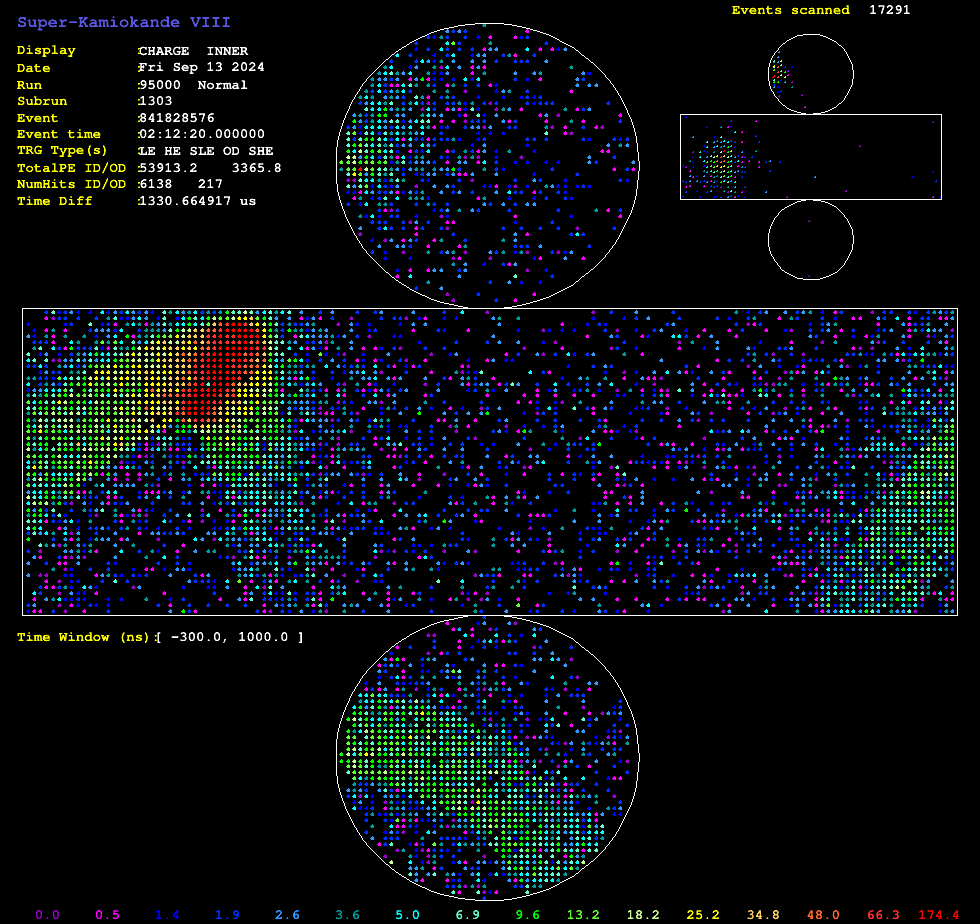 Super-Kamiokande VIII
Events scanned 17291
Display :CHARGE INNER
Date :Fri Sep 13 2024
Run :95000 Normal
Subrun :1303
Event :841828576
Event time :02:12:20.000000
TRG Type(s) :LE HE SLE OD SHE
TotalPE ID/OD :53913.2 3365.8
NumHits ID/OD :6138 217
Time Diff :1330.664917 us
Time Window (ns):[ -300.0, 1000.0 ]
0.0 0.5 1.4 1.9 2.6 3.6 5.0 6.9 9.6 13.2 18.2 25.2 34.8 48.0 66.3 174.4